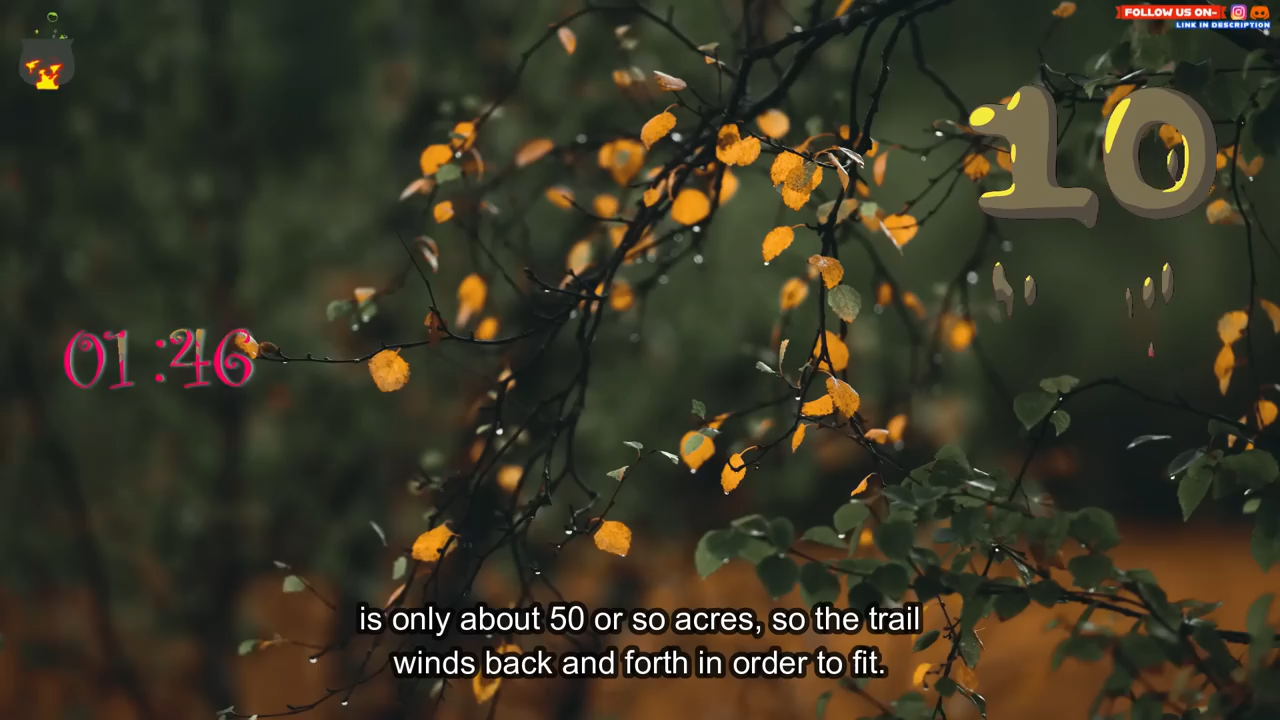 FOLLOW US ON-
LINK IN DESCRIPTION
10
01:46
is only about 50 or so acres, so the trail
winds back and forth in order to fit.